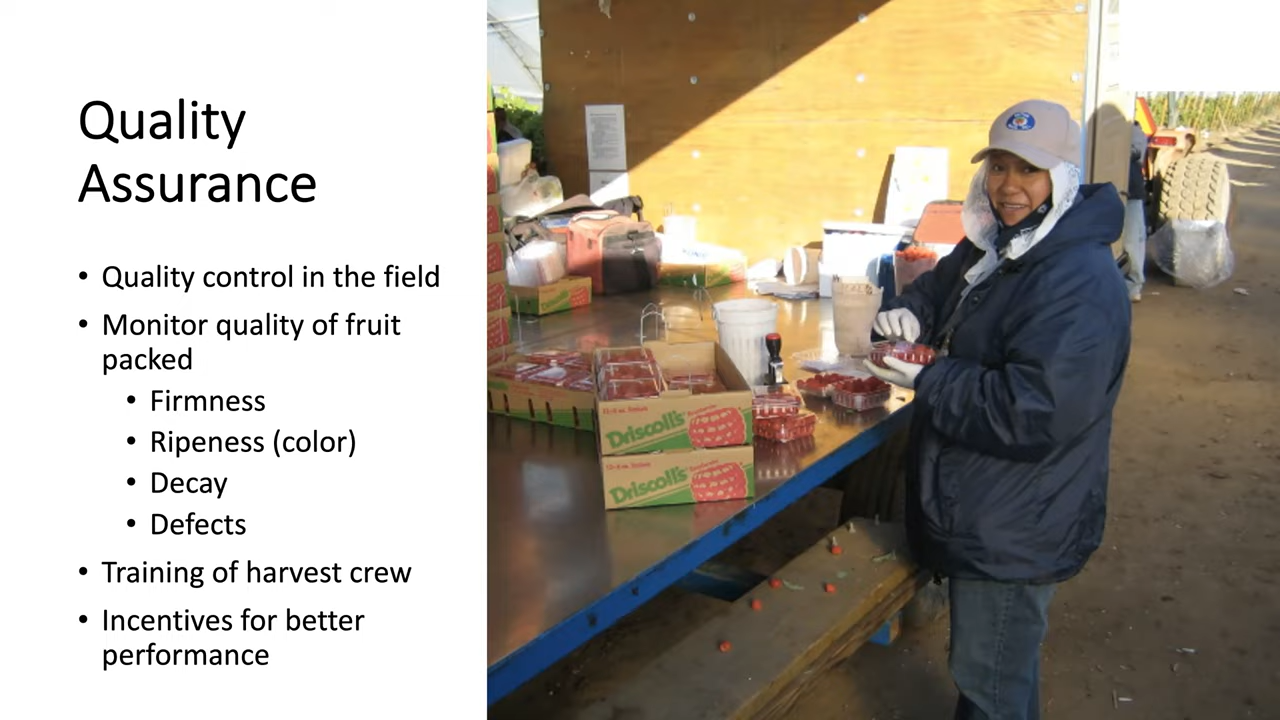 Quality
Assurance
• Quality control in the field
• Monitor quality of fruit
packed
• Firmness
• Ripeness (color)
• Decay
• Defects
• Training of harvest crew
• Incentives for better
performance
Driscoll's
Driscoll's